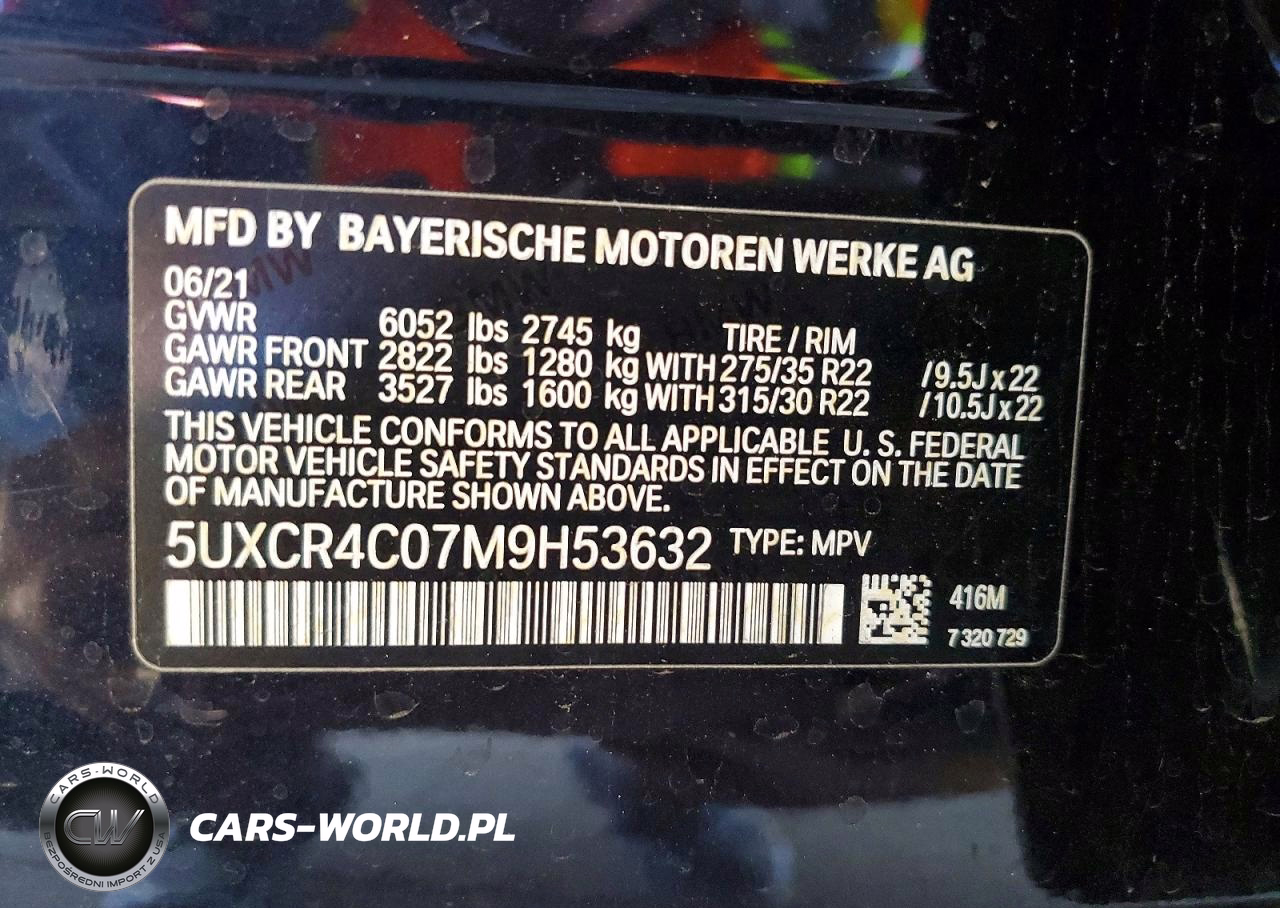 MFD BY BAYERISCHE MOTOREN WERKE AG
06/21
GVWR 6052 lbs 2745 kg TIRE / RIM
GAWR FRONT 2822 lbs 1280 kg WITH 275/35 R22 /9.5J x 22
GAWR REAR 3527 lbs 1600 kg WITH 315/30 R22 /10.5J x 22
THIS VEHICLE CONFORMS TO ALL APPLICABLE U. S. FEDERAL
MOTOR VEHICLE SAFETY STANDARDS IN EFFECT ON THE DATE
OF MANUFACTURE SHOWN ABOVE.
5UXCR4C07M9H53632 TYPE: MPV
416M
7 320 729
CARS-WORLD
CW
BEZPOŚREDNI IMPORT Z USA
CARS-WORLD.PL